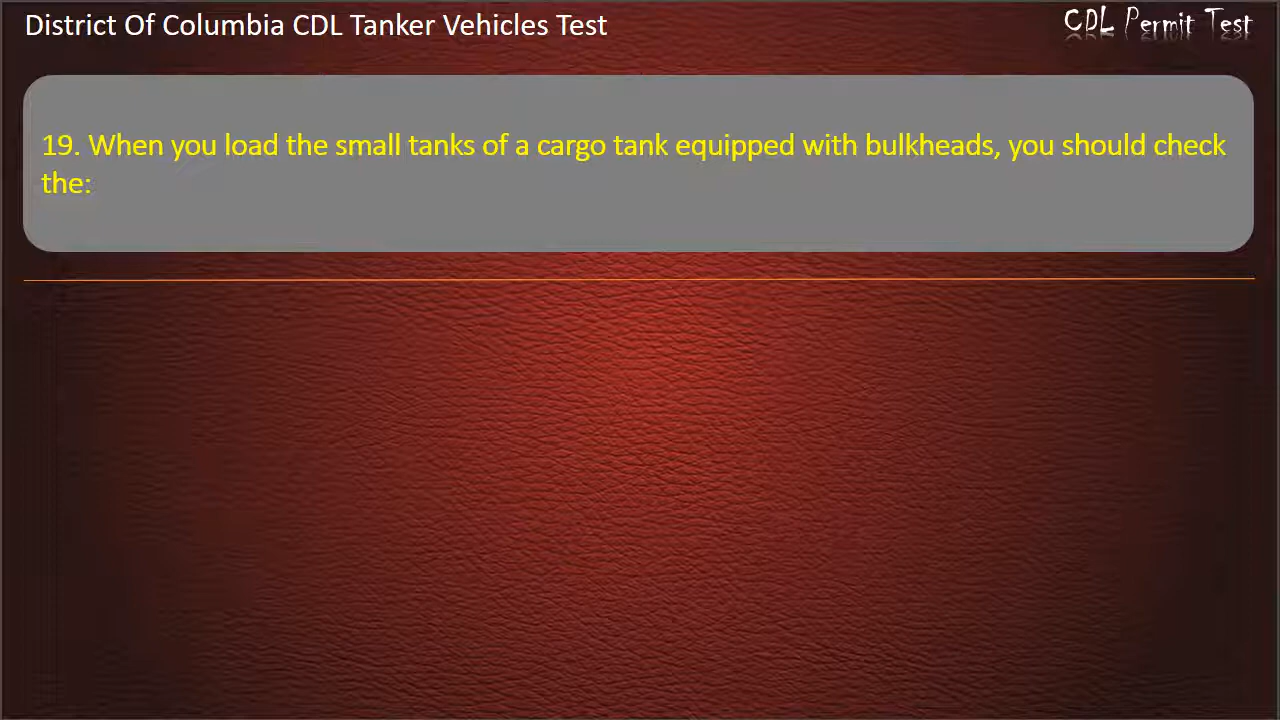 District Of Columbia CDL Tanker Vehicles Test
CDL Permit Test
19. When you load the small tanks of a cargo tank equipped with bulkheads, you should check
the: